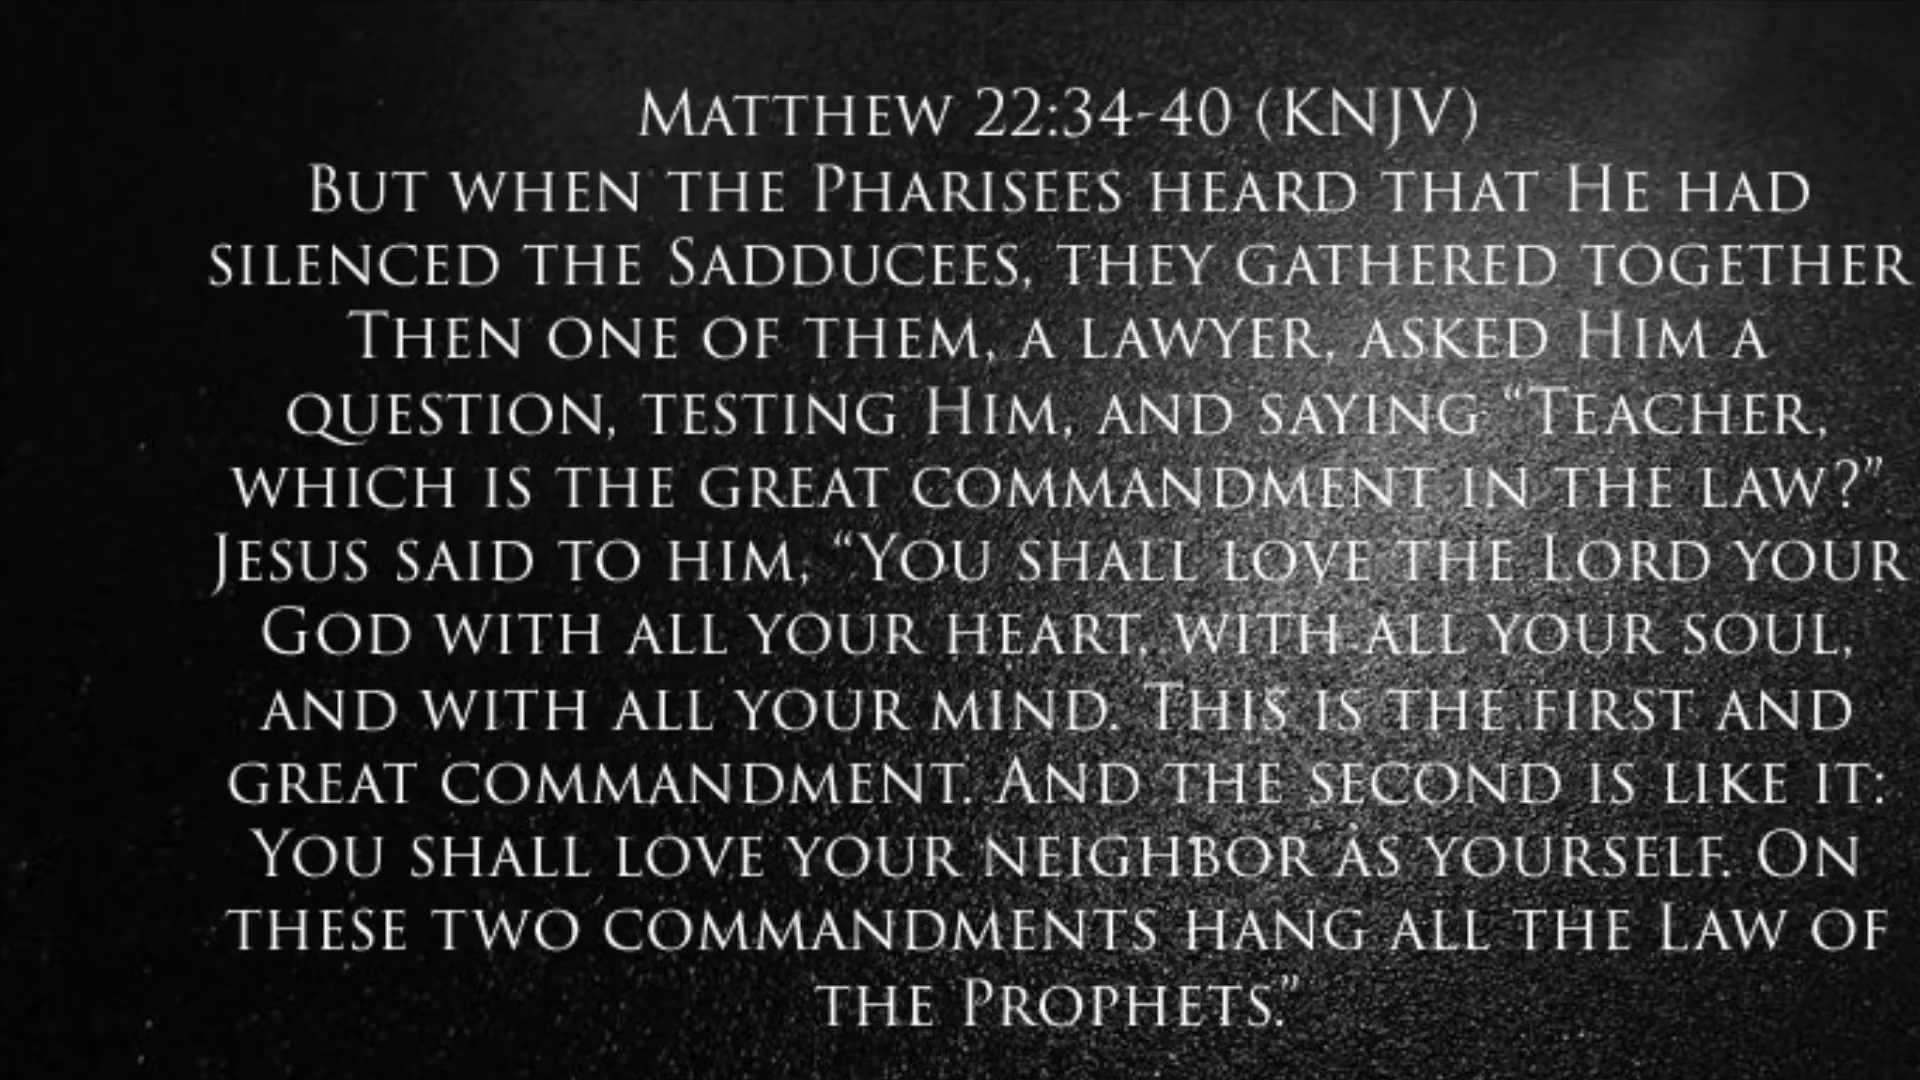 Matthew 22:34-40 (KNJV)
But when the Pharisees heard that He had
silenced the Sadducees, they gathered together
Then one of them, a lawyer, asked Him a
question, testing Him, and saying “Teacher,
which is the great commandment in the law?”
Jesus said to him, “You shall love the Lord your
God with all your heart, with all your soul,
and with all your mind. This is the first and
great commandment. And the second is like it:
You shall love your neighbor as yourself. On
these two commandments hang all the Law of
the Prophets.”